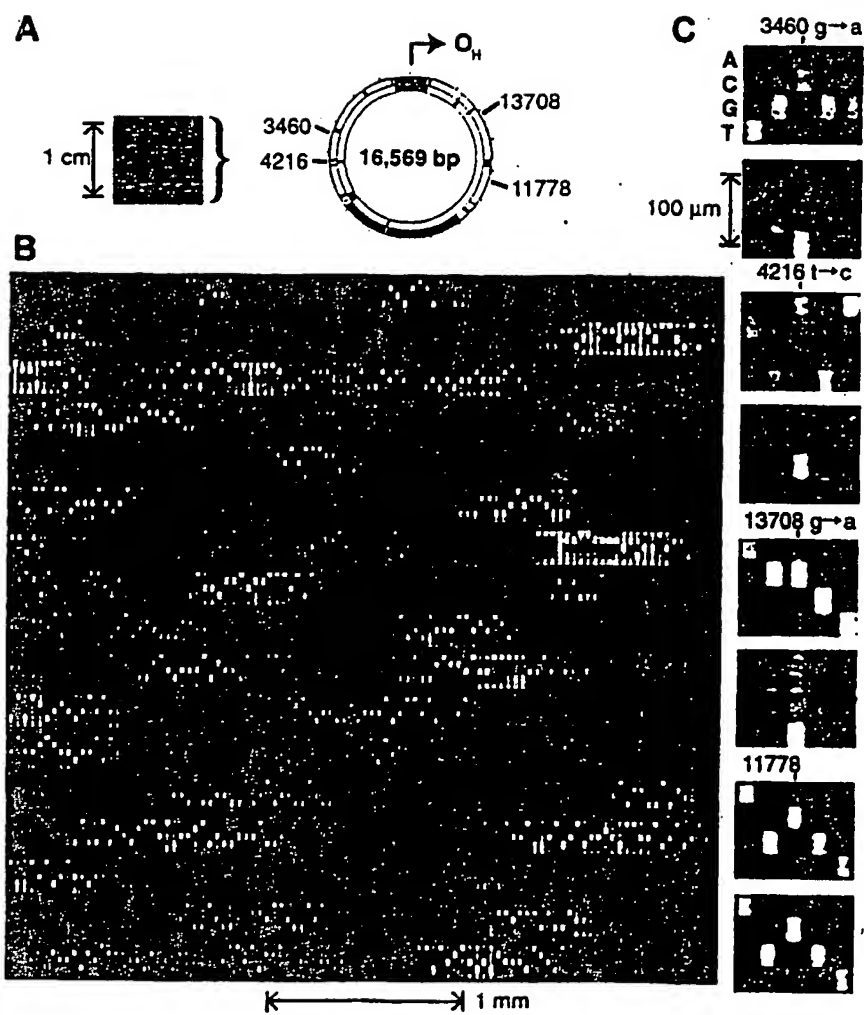 A
1 cm
O_H
3460
4216
16,569 bp
13708
11778
B
1 mm
C
3460 g→a
A
C
G
T
100 µm
4216 t→c
13708 g→a
11778